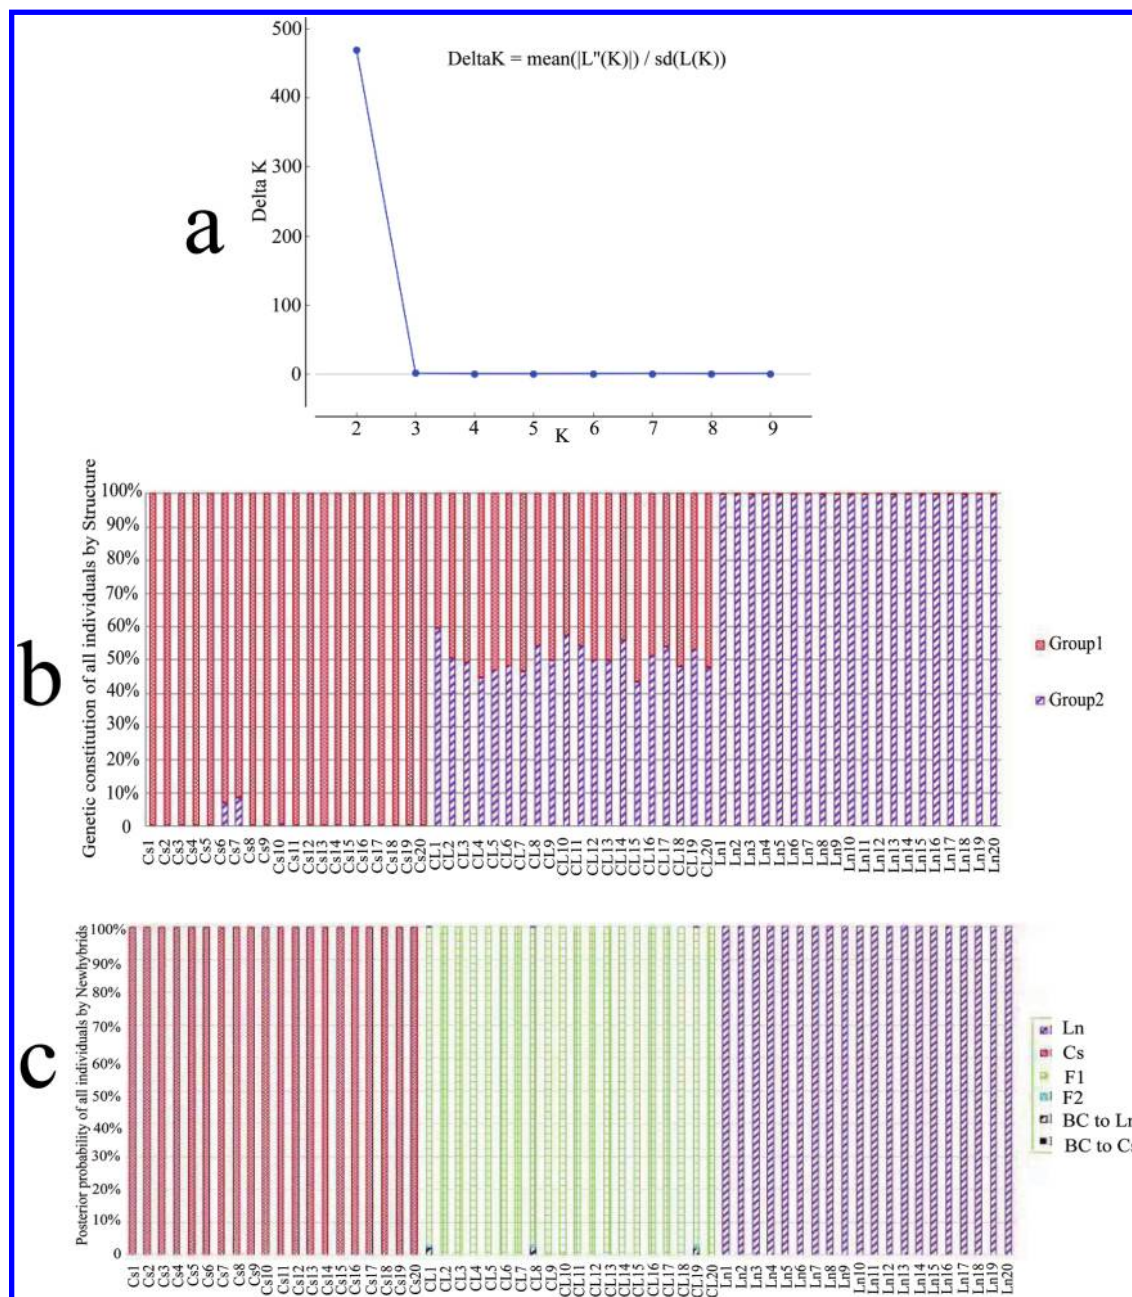 500
400
300
200
100
0
DeltaK = mean(|L"(K)|) / sd(L(K))
Delta K
a
2 3 4 5 6 7 8 9
K
Genetic constitution of all individuals by Structure
100%
90%
80%
70%
60%
50%
40%
30%
20%
10%
0
b
Group1
Group2
Cs1 Cs2 Cs3 Cs4 Cs5 Cs6 Cs7 Cs8 Cs9 Cs10 Cs11 Cs12 Cs13 Cs14 Cs15 Cs16 Cs17 Cs18 Cs19 Cs20 CL1 CL2 CL3 CL4 CL5 CL6 CL7 CL8 CL9 CL10 CL11 CL12 CL13 CL14 CL15 CL16 CL17 CL18 CL19 CL20 Ln1 Ln2 Ln3 Ln4 Ln5 Ln6 Ln7 Ln8 Ln9 Ln10 Ln11 Ln12 Ln13 Ln14 Ln15 Ln16 Ln17 Ln18 Ln19 Ln20
Posterior probability of all individuals by Newhybrids
100%
90%
80%
70%
60%
50%
40%
30%
20%
10%
0
c
Ln
Cs
F1
F2
BC to Ln
BC to Cs
Cs1 Cs2 Cs3 Cs4 Cs5 Cs6 Cs7 Cs8 Cs9 Cs10 Cs11 Cs12 Cs13 Cs14 Cs15 Cs16 Cs17 Cs18 Cs19 Cs20 CL1 CL2 CL3 CL4 CL5 CL6 CL7 CL8 CL9 CL10 CL11 CL12 CL13 CL14 CL15 CL16 CL17 CL18 CL19 CL20 Ln1 Ln2 Ln3 Ln4 Ln5 Ln6 Ln7 Ln8 Ln9 Ln10 Ln11 Ln12 Ln13 Ln14 Ln15 Ln16 Ln17 Ln18 Ln19 Ln20